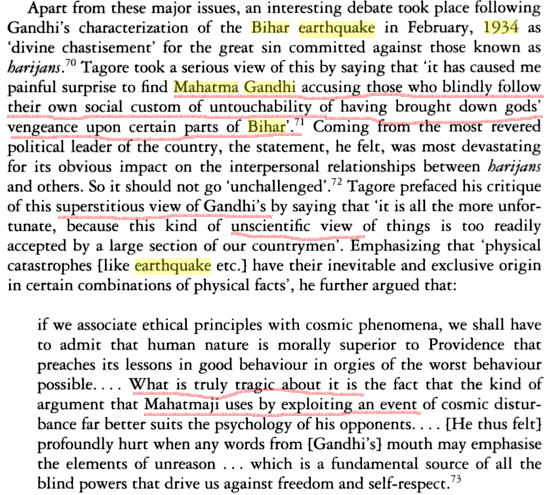 Apart from these major issues, an interesting debate took place following
Gandhi's characterization of the Bihar earthquake in February, 1934 as
'divine chastisement' for the great sin committed against those known as
harijans.70 Tagore took a serious view of this by saying that 'it has caused me
painful surprise to find Mahatma Gandhi accusing those who blindly follow
their own social custom of untouchability of having brought down gods'
vengeance upon certain parts of Bihar'.71 Coming from the most revered
political leader of the country, the statement, he felt, was most devastating
for its obvious impact on the interpersonal relationships between harijans
and others. So it should not go 'unchallenged'.72 Tagore prefaced his critique
of this superstitious view of Gandhi's by saying that 'it is all the more unfor-
tunate, because this kind of unscientific view of things is too readily
accepted by a large section of our countrymen'. Emphasizing that 'physical
catastrophes [like earthquake etc.] have their inevitable and exclusive origin
in certain combinations of physical facts', he further argued that:
if we associate ethical principles with cosmic phenomena, we shall have
to admit that human nature is morally superior to Providence that
preaches its lessons in good behaviour in orgies of the worst behaviour
possible.... What is truly tragic about it is the fact that the kind of
argument that Mahatmaji uses by exploiting an event of cosmic distur-
bance far better suits the psychology of his opponents.... [He thus felt]
profoundly hurt when any words from [Gandhi's] mouth may emphasise
the elements of unreason ... which is a fundamental source of all the
blind powers that drive us against freedom and self-respect.73